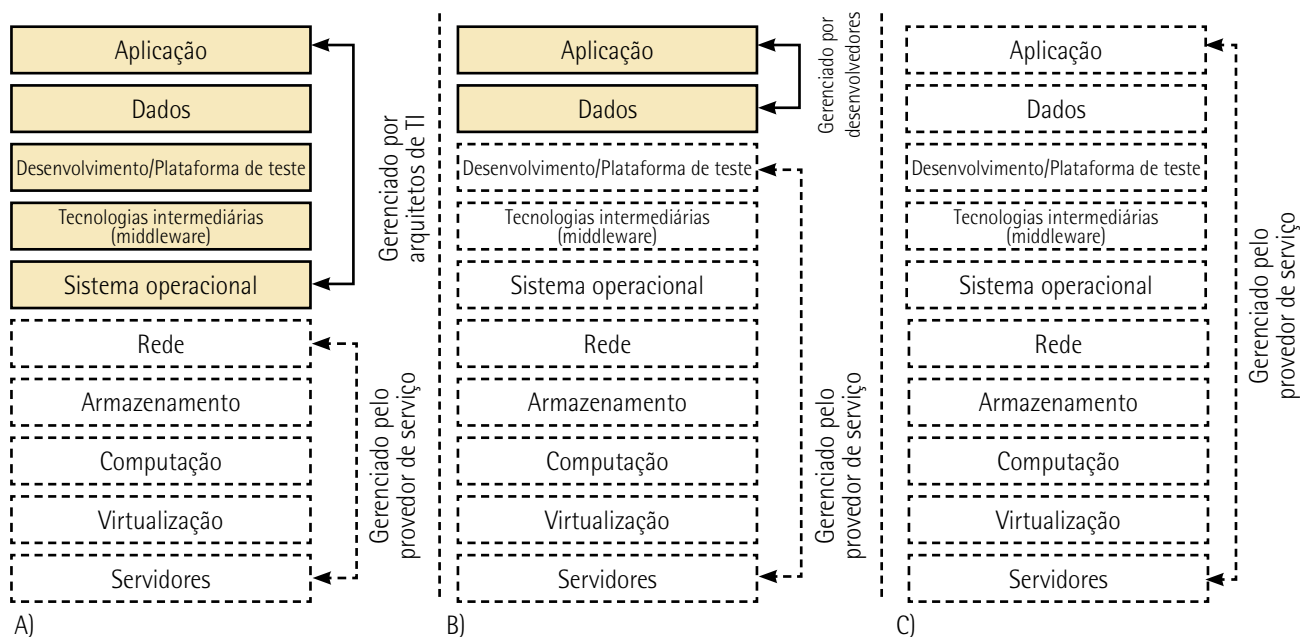 Aplicação
Dados
Desenvolvimento/Plataforma de teste
Tecnologias intermediárias
(middleware)
Sistema operacional
Rede
Armazenamento
Computação
Virtualização
Servidores
Gerenciado por
arquitetos de TI
Gerenciado pelo
provedor de serviço
A)
Aplicação
Dados
Desenvolvimento/Plataforma de teste
Tecnologias intermediárias
(middleware)
Sistema operacional
Rede
Armazenamento
Computação
Virtualização
Servidores
Gerenciado por
desenvolvedores
Gerenciado pelo
provedor de serviço
B)
Aplicação
Dados
Desenvolvimento/Plataforma de teste
Tecnologias intermediárias
(middleware)
Sistema operacional
Rede
Armazenamento
Computação
Virtualização
Servidores
Gerenciado pelo
provedor de serviço
C)